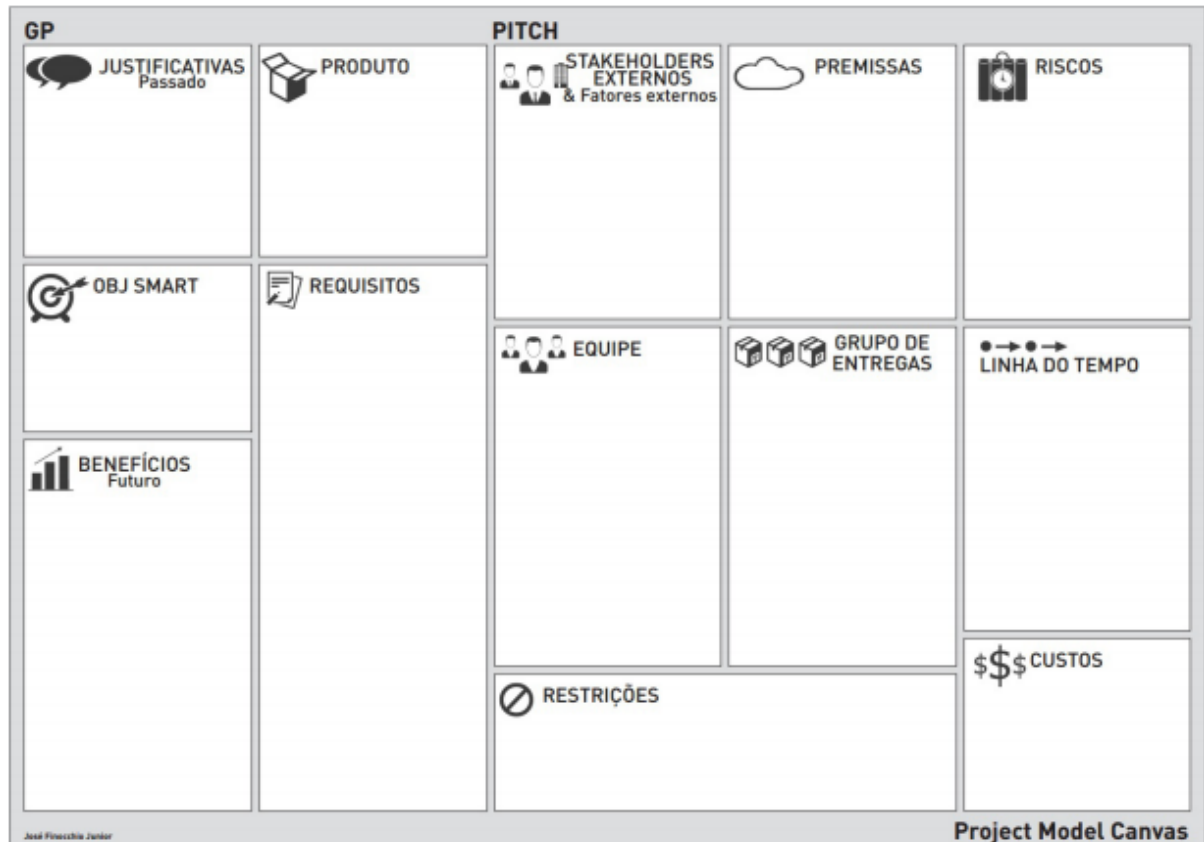 GP
PITCH
JUSTIFICATIVAS
Passado
PRODUTO
STAKEHOLDERS
EXTERNOS
& Fatores externos
PREMISSAS
RISCOS
OBJ SMART
REQUISITOS
EQUIPE
GRUPO DE
ENTREGAS
LINHA DO TEMPO
BENEFÍCIOS
Futuro
$$$ CUSTOS
RESTRIÇÕES
José Finocchio Junior
Project Model Canvas